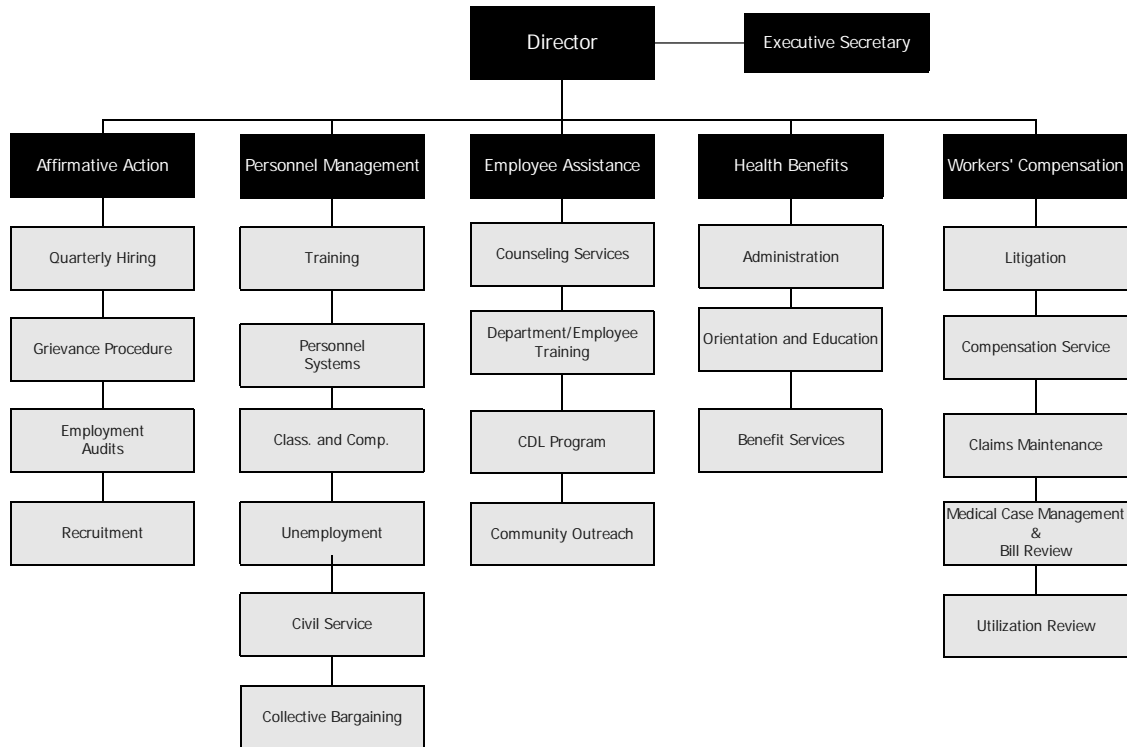 Director
Executive Secretary
Affirmative Action
Personnel Management
Employee Assistance
Health Benefits
Workers' Compensation
Quarterly Hiring
Grievance Procedure
Employment
Audits
Recruitment
Training
Personnel
Systems
Class. and Comp.
Unemployment
Civil Service
Collective Bargaining
Counseling Services
Department/Employee
Training
CDL Program
Community Outreach
Administration
Orientation and Education
Benefit Services
Litigation
Compensation Service
Claims Maintenance
Medical Case Management
&
Bill Review
Utilization Review